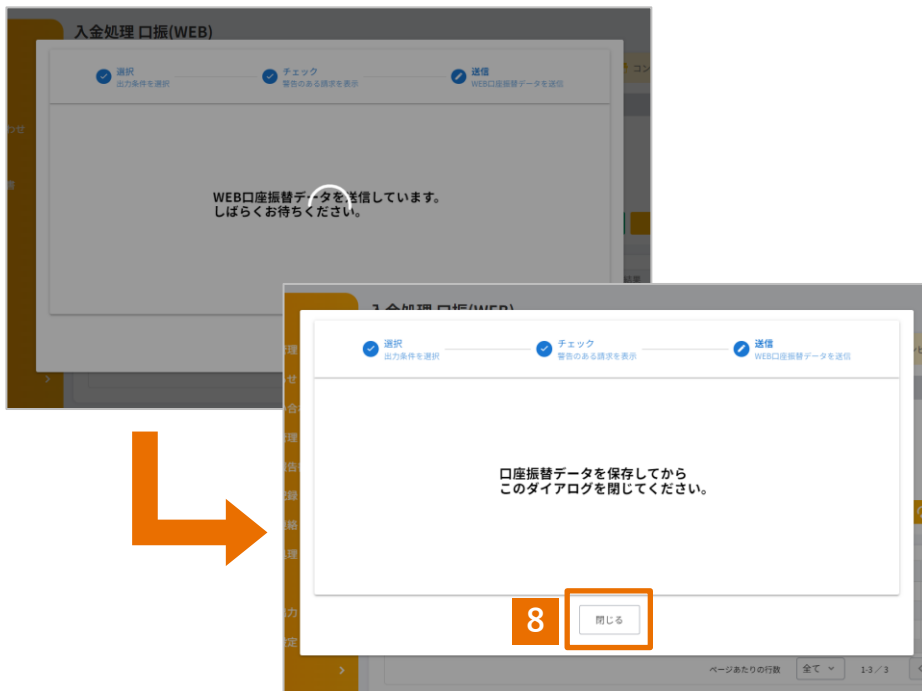 入金処理 口振(WEB)
選択
出力条件を選択
チェック
警告のある請求を表示
送信
WEB口座振替データを送信
コン
わせ
WEB口座振替データを送信しています。
しばらくお待ちください。
結果
入金処理 口振(WEB)
選択
出力条件を選択
チェック
警告のある請求を表示
送信
WEB口座振替データを送信
口座振替データを保存してから
このダイアログを閉じてください。
8
閉じる
ページあたりの行数
全て
1-3／3